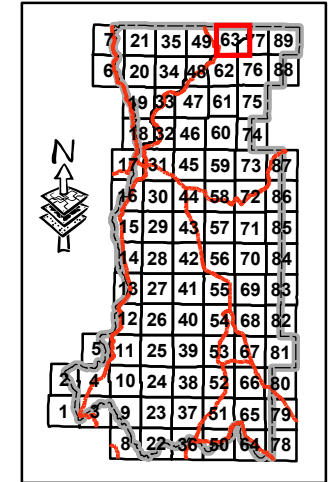 7 21 35 49 63 77 89
6 20 34 48 62 76 88
19 33 47 61 75
18 32 46 60 74
N
17 31 45 59 73 87
16 30 44 58 72 86
15 29 43 57 71 85
14 28 42 56 70 84
13 27 41 55 69 83
12 26 40 54 68 82
5 11 25 39 53 67 81
2 4 10 24 38 52 66 80
1 3 9 23 37 51 65 79
8 22 36 50 64 78